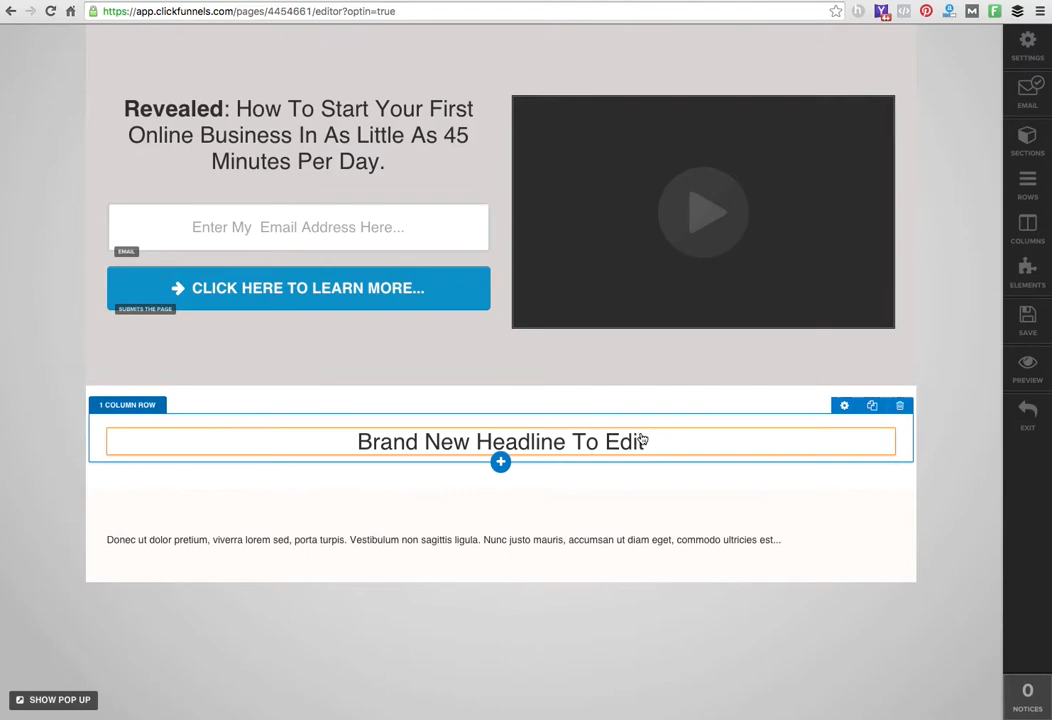 https://app.clickfunnels.com/pages/4454661/editor?optin=true
SETTINGS
EMAIL
SECTIONS
ROWS
COLUMNS
ELEMENTS
SAVE
PREVIEW
EXIT
0
NOTICES
Revealed: How To Start Your First
Online Business In As Little As 45
Minutes Per Day.
Enter My Email Address Here...
EMAIL
CLICK HERE TO LEARN MORE...
SUBMITS THE PAGE
1 COLUMN ROW
Brand New Headline To Edit
Donec ut dolor pretium, viverra lorem sed, porta turpis. Vestibulum non sagittis ligula. Nunc justo mauris, accumsan ut diam eget, commodo ultricies est...
SHOW POP UP